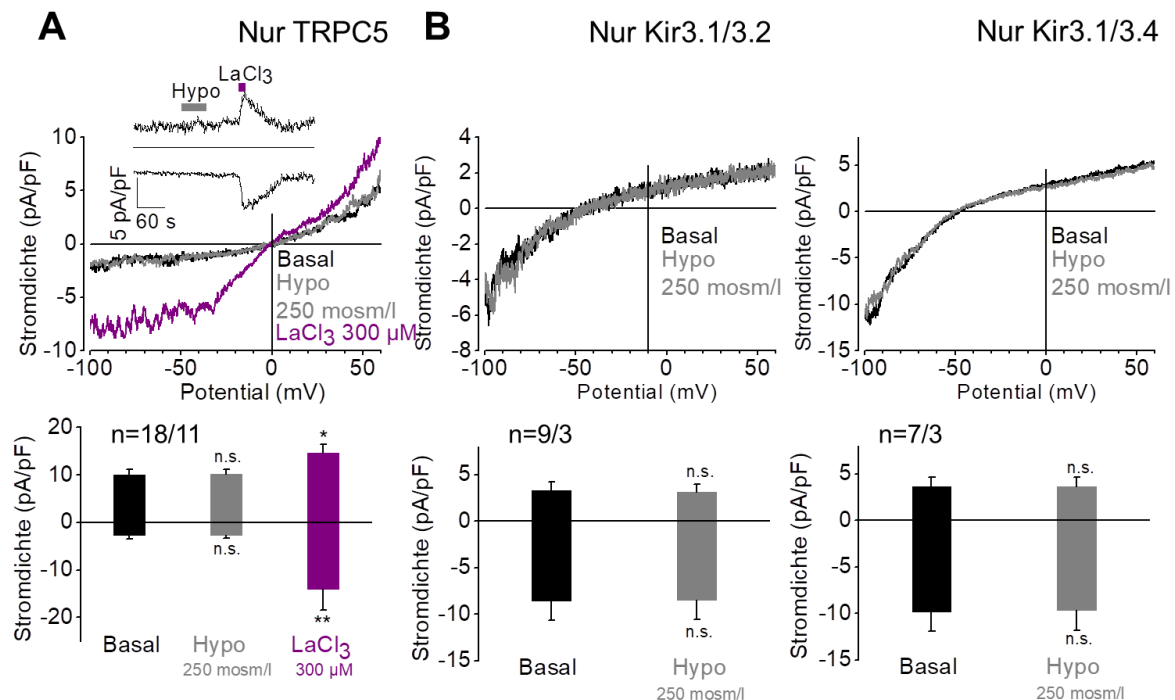 A
Nur TRPC5
LaCl3
Hypo
5 pA/pF
60 s
Stromdichte (pA/pF)
10
5
0
-5
-10
Basal
Hypo
250 mosm/l
LaCl3 300 µM
-100
-50
0
50
Potential (mV)
B
Nur Kir3.1/3.2
Stromdichte (pA/pF)
4
2
0
-2
-4
-6
-8
Basal
Hypo
250 mosm/l
-100
-50
0
50
Potential (mV)
Nur Kir3.1/3.4
Stromdichte (pA/pF)
5
0
-5
-10
-15
Basal
Hypo
250 mosm/l
-100
-50
0
50
Potential (mV)
Stromdichte (pA/pF)
20
15
10
5
0
-5
-10
-15
-20
n=18/11
n.s.
*
n.s.
**
Basal
Hypo
250 mosm/l
LaCl3
300 µM
Stromdichte (pA/pF)
5
0
-5
-10
-15
n=9/3
n.s.
n.s.
Basal
Hypo
250 mosm/l
Stromdichte (pA/pF)
5
0
-5
-10
-15
n=7/3
n.s.
n.s.
Basal
Hypo
250 mosm/l